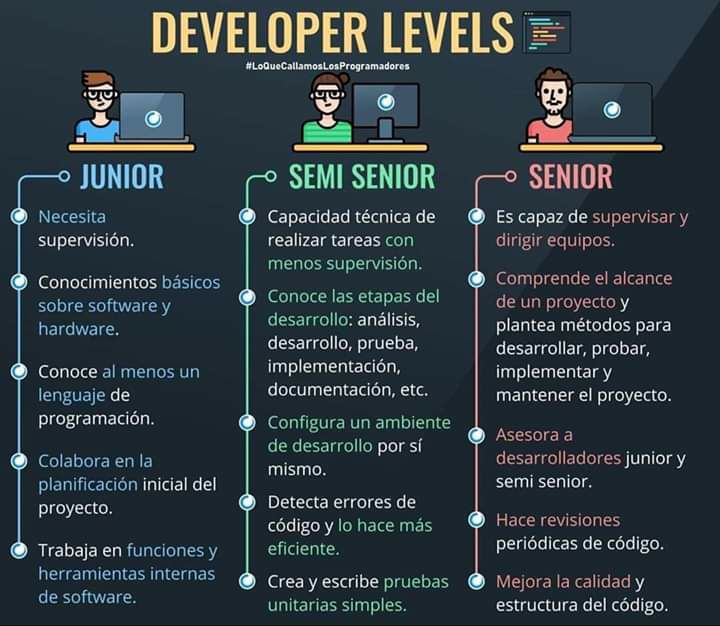 DEVELOPER LEVELS
#LoQueCallamosLosProgramadores
JUNIOR
Necesita
supervisión.
Conocimientos básicos
sobre software y
hardware.
Conoce al menos un
lenguaje de
programación.
Colabora en la
planificación inicial del
proyecto.
Trabaja en funciones y
herramientas internas
de software.
SEMI SENIOR
Capacidad técnica de
realizar tareas con
menos supervisión.
Conoce las etapas del
desarrollo: análisis,
desarrollo, prueba,
implementación,
documentación, etc.
Configura un ambiente
de desarrollo por sí
mismo.
Detecta errores de
código y lo hace más
eficiente.
Crea y escribe pruebas
unitarias simples.
SENIOR
Es capaz de supervisar y
dirigir equipos.
Comprende el alcance
de un proyecto y
plantea métodos para
desarrollar, probar,
implementar y
mantener el proyecto.
Asesora a
desarrolladores junior y
semi senior.
Hace revisiones
periódicas de código.
Mejora la calidad y
estructura del código.